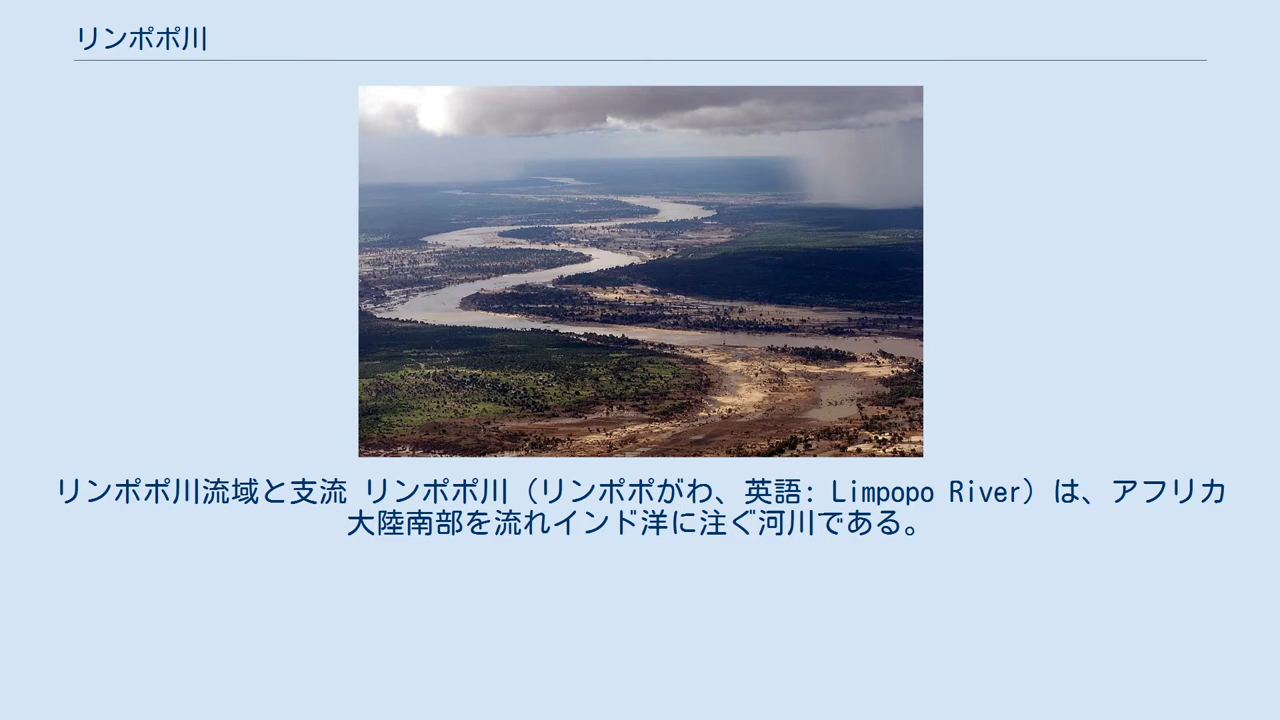 リンポポ川
リンポポ川流域と支流 リンポポ川（リンポポがわ、英語: Limpopo River）は、アフリカ
大陸南部を流れインド洋に注ぐ河川である。